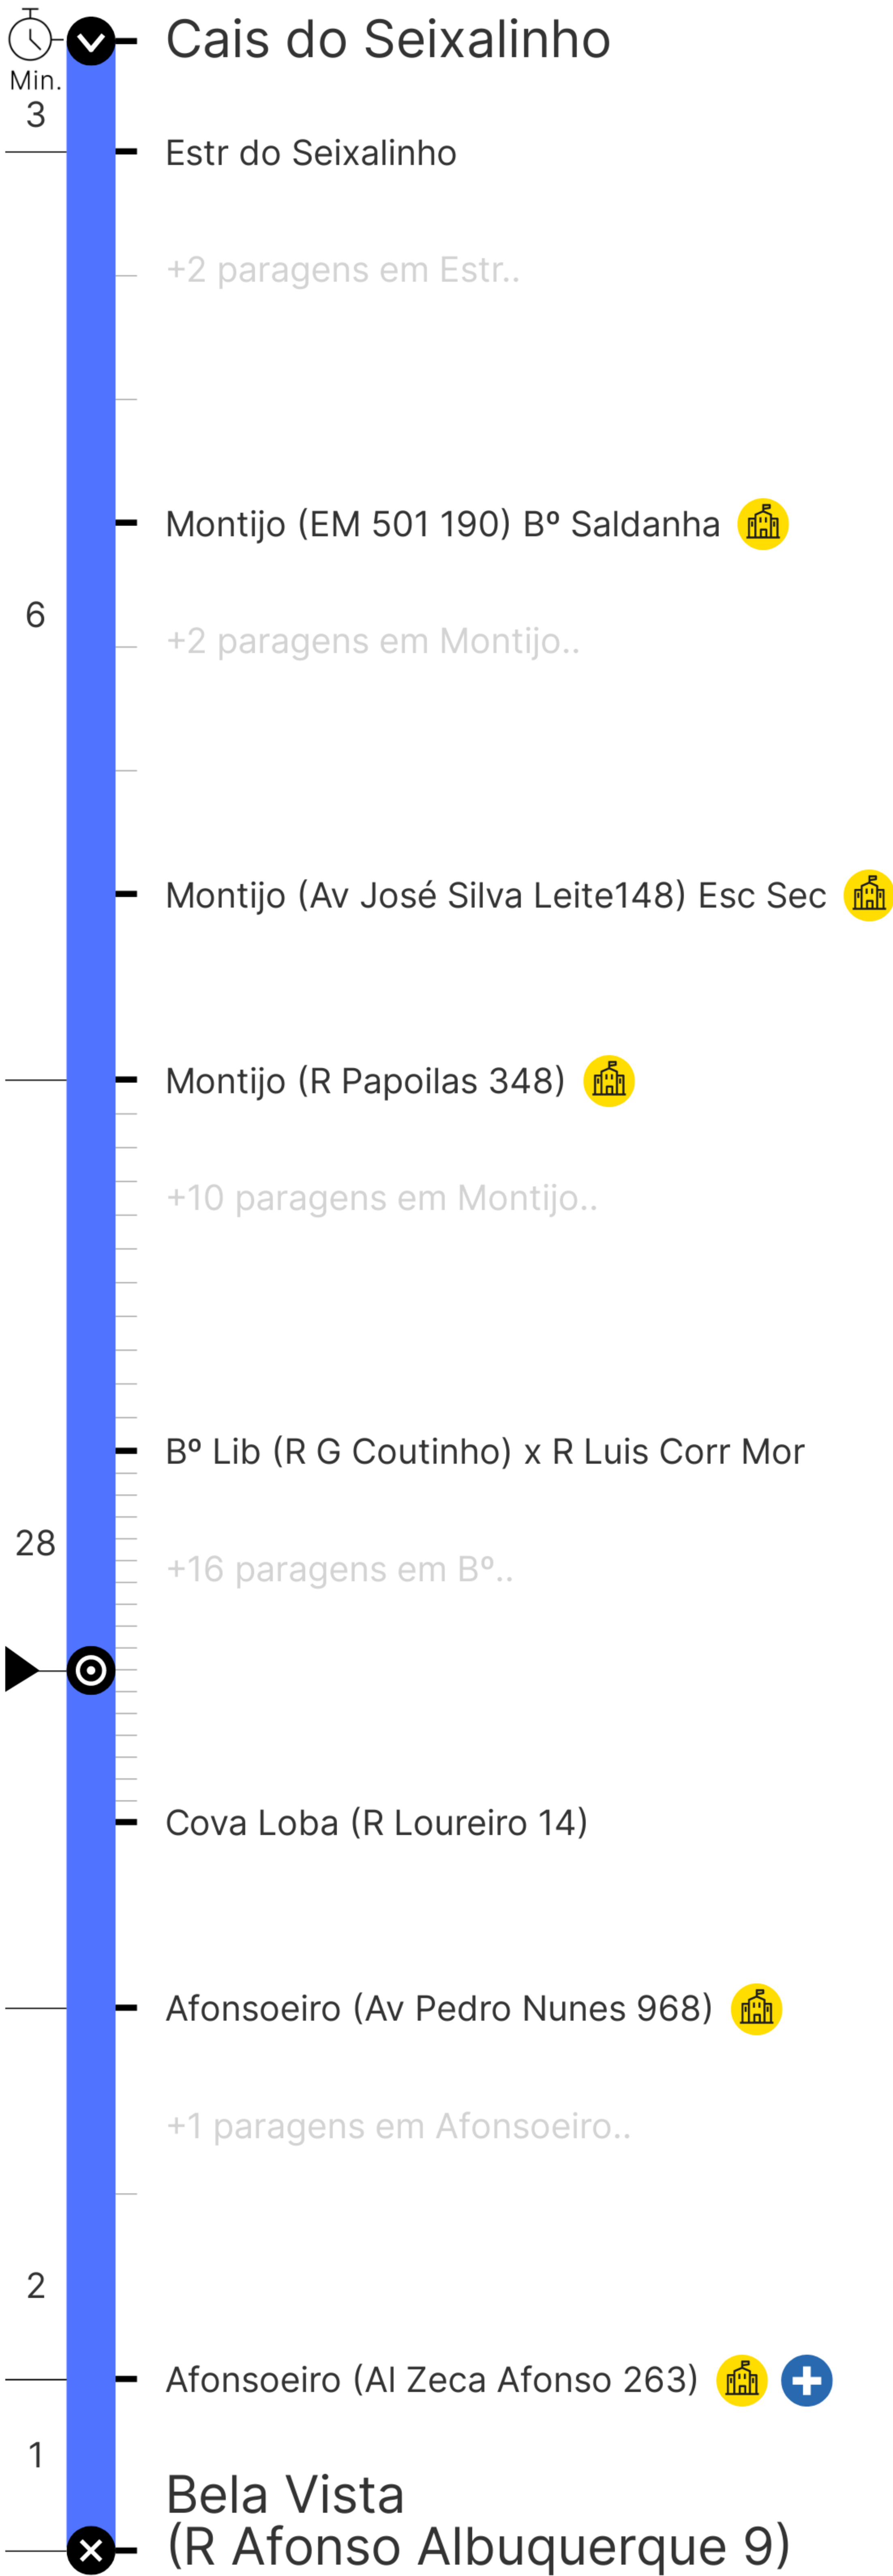 Cais do Seixalinho
Min.
3
Estr do Seixalinho
+2 paragens em Estr..
Montijo (EM 501 190) Bº Saldanha
6
+2 paragens em Montijo..
Montijo (Av José Silva Leite148) Esc Sec
Montijo (R Papoilas 348)
+10 paragens em Montijo..
Bº Lib (R G Coutinho) x R Luis Corr Mor
28
+16 paragens em Bº..
Cova Loba (R Loureiro 14)
Afonsoeiro (Av Pedro Nunes 968)
+1 paragens em Afonsoeiro..
2
Afonsoeiro (Al Zeca Afonso 263)
1
Bela Vista
(R Afonso Albuquerque 9)